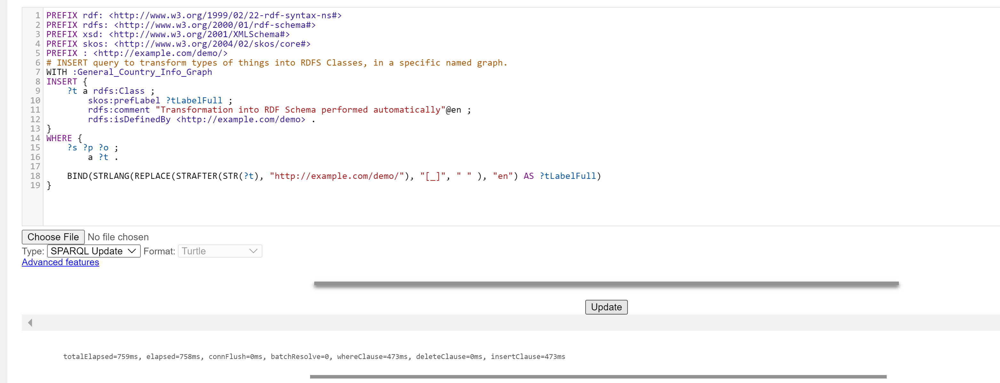 1 PREFIX rdf: <http://www.w3.org/1999/02/22-rdf-syntax-ns#>
2 PREFIX rdfs: <http://www.w3.org/2000/01/rdf-schema#>
3 PREFIX xsd: <http://www.w3.org/2001/XMLSchema#>
4 PREFIX skos: <http://www.w3.org/2004/02/skos/core#>
5 PREFIX : <http://example.com/demo/>
6 # INSERT query to transform types of things into RDFS Classes, in a specific named graph.
7 WITH :General_Country_Info_Graph
8 INSERT {
9     ?t a rdfs:Class ;
10         skos:prefLabel ?tLabelFull ;
11         rdfs:comment "Transformation into RDF Schema performed automatically"@en ;
12         rdfs:isDefinedBy <http://example.com/demo> .
13 }
14 WHERE {
15     ?s ?p ?o ;
16         a ?t .
17
18     BIND(STRLANG(REPLACE(STRAFTER(STR(?t), "http://example.com/demo/"), "[_]", " " ), "en") AS ?tLabelFull)
19 }
Choose File No file chosen
Type: SPARQL Update Format: Turtle
Advanced features
Update
totalElapsed=759ms, elapsed=758ms, connFlush=0ms, batchResolve=0, whereClause=473ms, deleteClause=0ms, insertClause=473ms